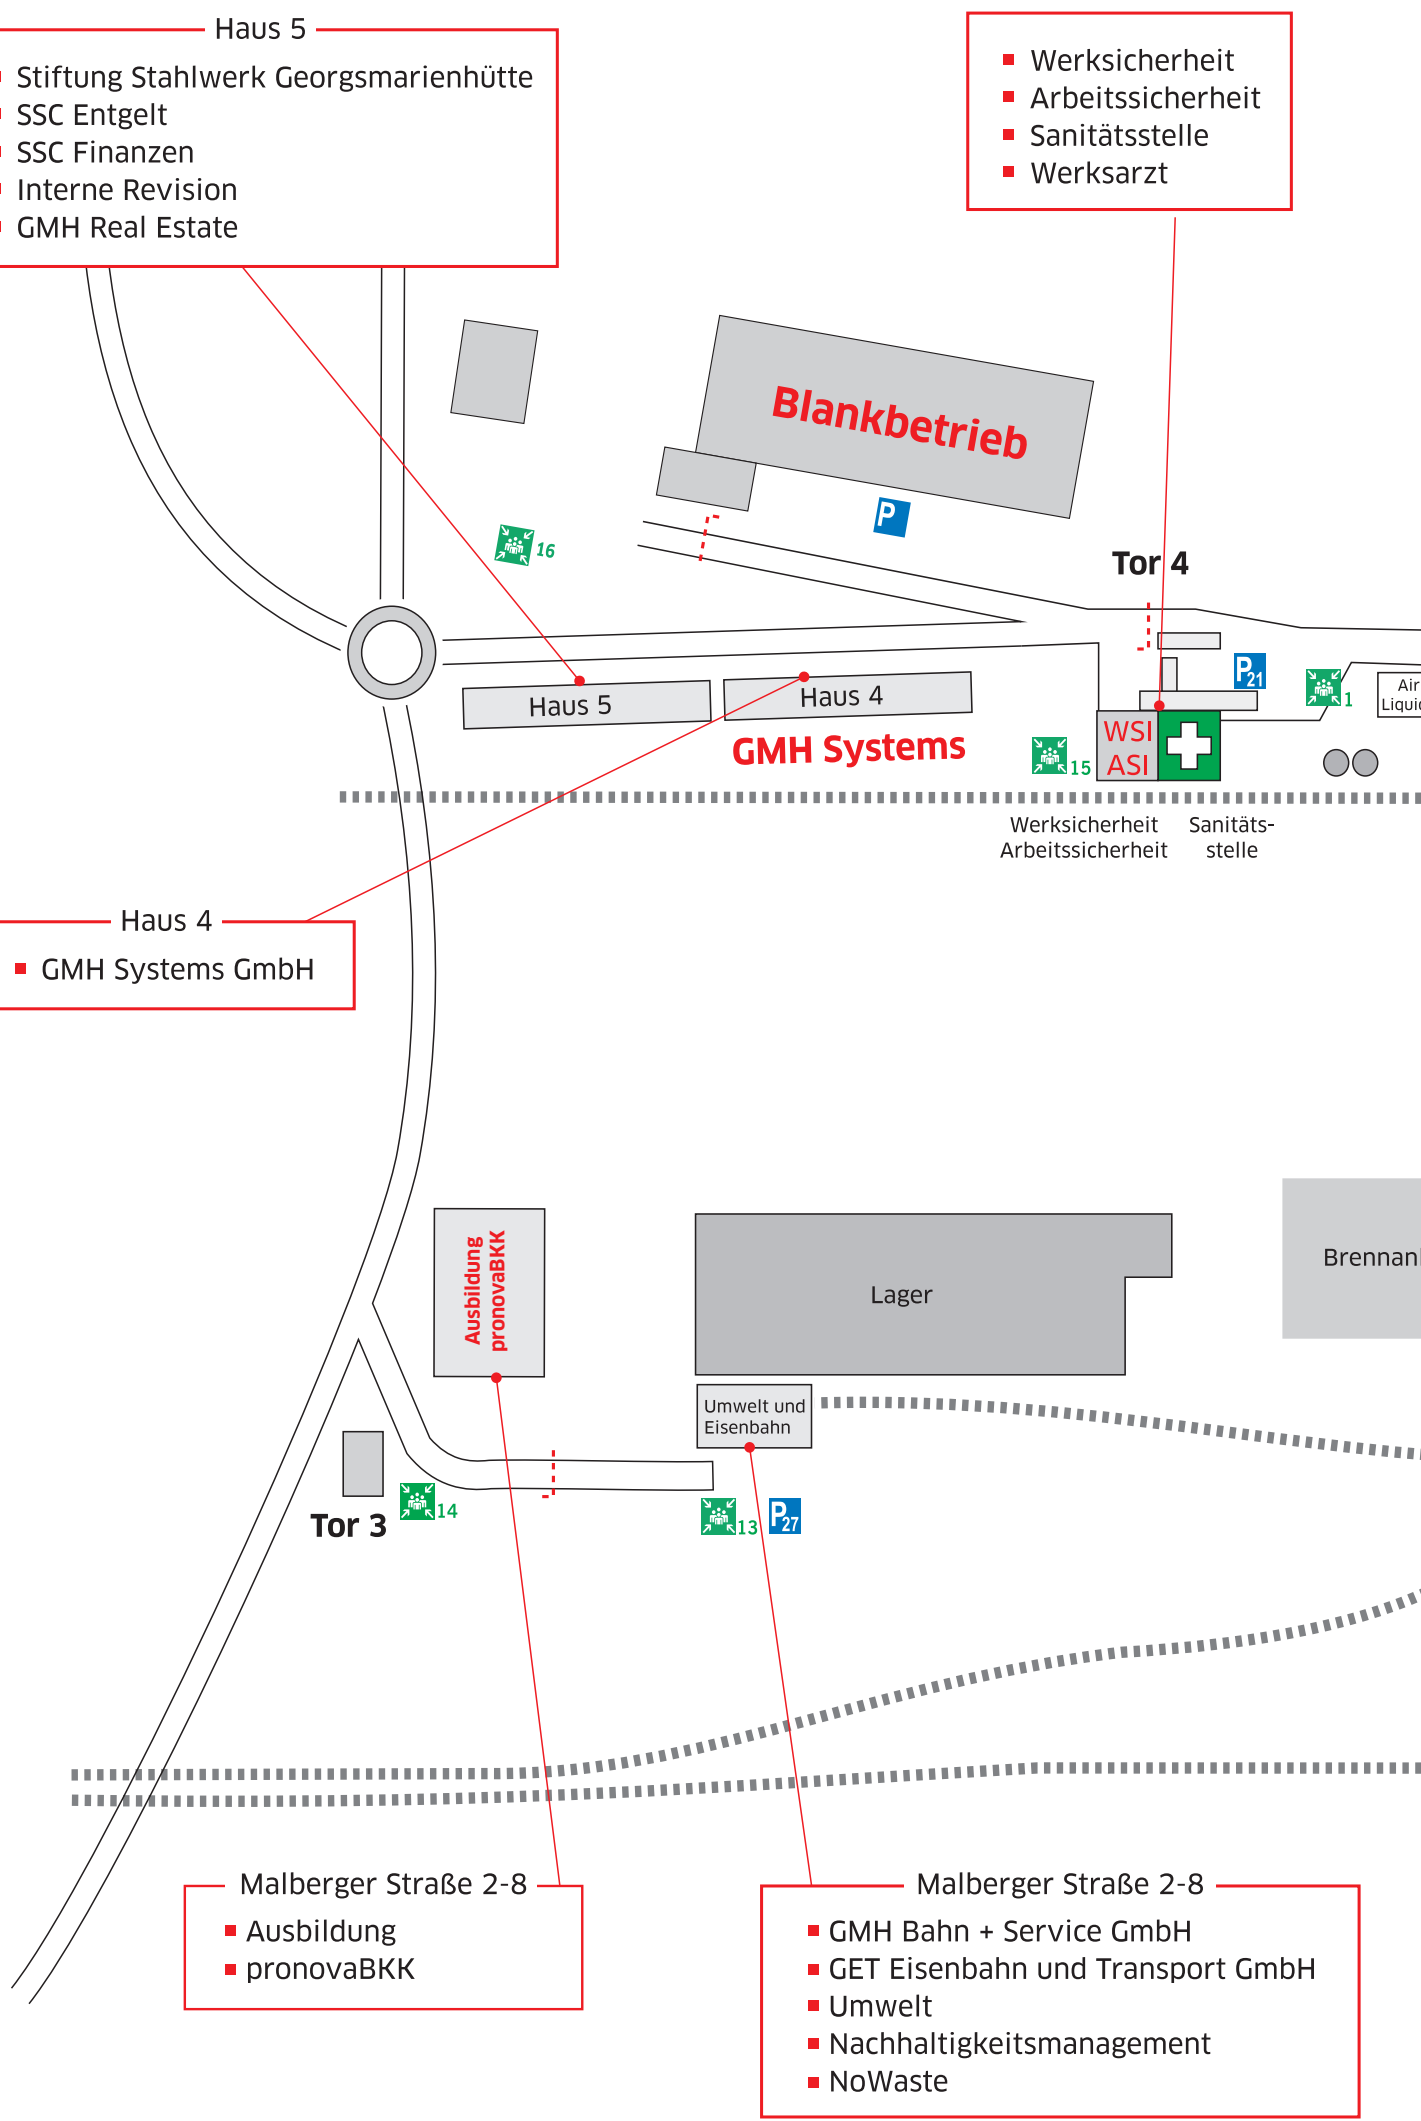 Haus 5
Stiftung Stahlwerk Georgsmarienhütte
SSC Entgelt
SSC Finanzen
Interne Revision
GMH Real Estate
Werksicherheit
Arbeitssicherheit
Sanitätsstelle
Werksarzt
Blankbetrieb
P
16
Tor 4
P21
1
Air
Haus 5
Haus 4
GMH Systems
WSI
ASI
15
Werksicherheit
Arbeitssicherheit
Sanitäts-
stelle
Haus 4
GMH Systems GmbH
Ausbildung
pronovaBKK
Lager
Umwelt und
Eisenbahn
Tor 3
14
13
P27
Malberger Straße 2-8
Ausbildung
pronovaBKK
Malberger Straße 2-8
GMH Bahn + Service GmbH
GET Eisenbahn und Transport GmbH
Umwelt
Nachhaltigkeitsmanagement
NoWaste